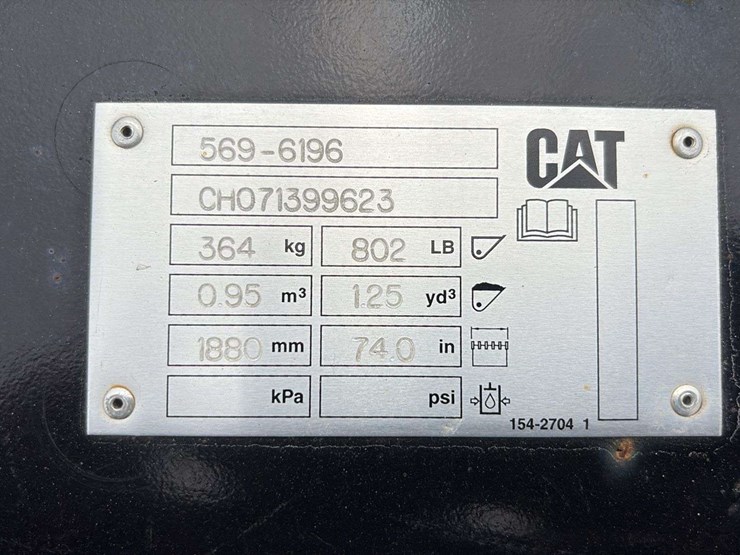 569-6196
CAT
CH071399623
364 kg 802 LB
0.95 m³ 1.25 yd³
1880 mm 74.0 in
kPa psi
154-2704 1